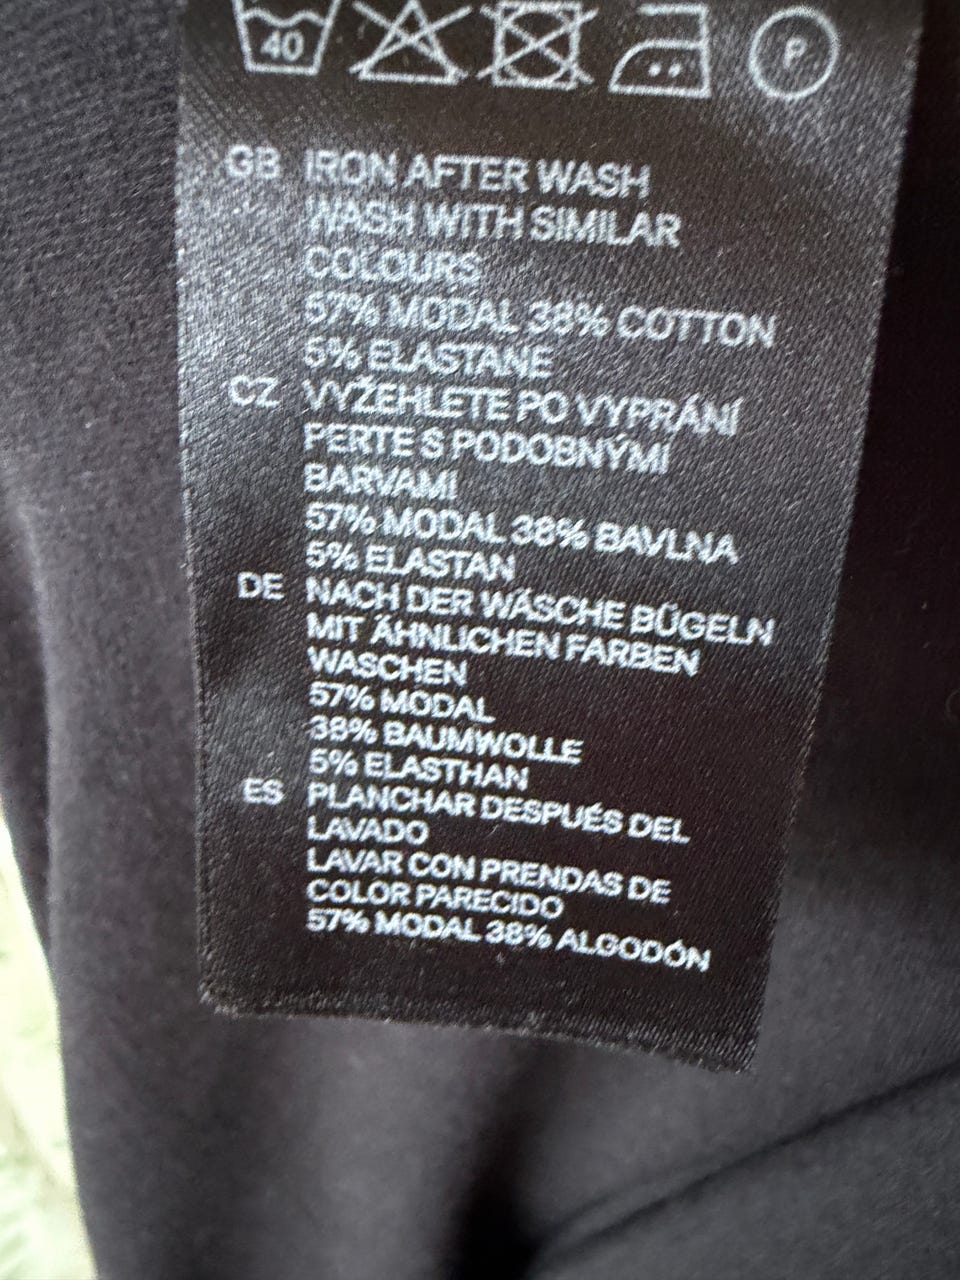 40 P
GB IRON AFTER WASH
WASH WITH SIMILAR
COLOURS
57% MODAL 38% COTTON
5% ELASTANE
CZ VYŽEHLETE PO VYPRÁNÍ
PERTE S PODOBNÝMI
BARVAMI
57% MODAL 38% BAVLNA
5% ELASTAN
DE NACH DER WÄSCHE BÜGELN
MIT ÄHNLICHEN FARBEN
WASCHEN
57% MODAL
38% BAUMWOLLE
5% ELASTHAN
ES PLANCHAR DESPUÉS DEL
LAVADO
LAVAR CON PRENDAS DE
COLOR PARECIDO
57% MODAL 38% ALGODÓN